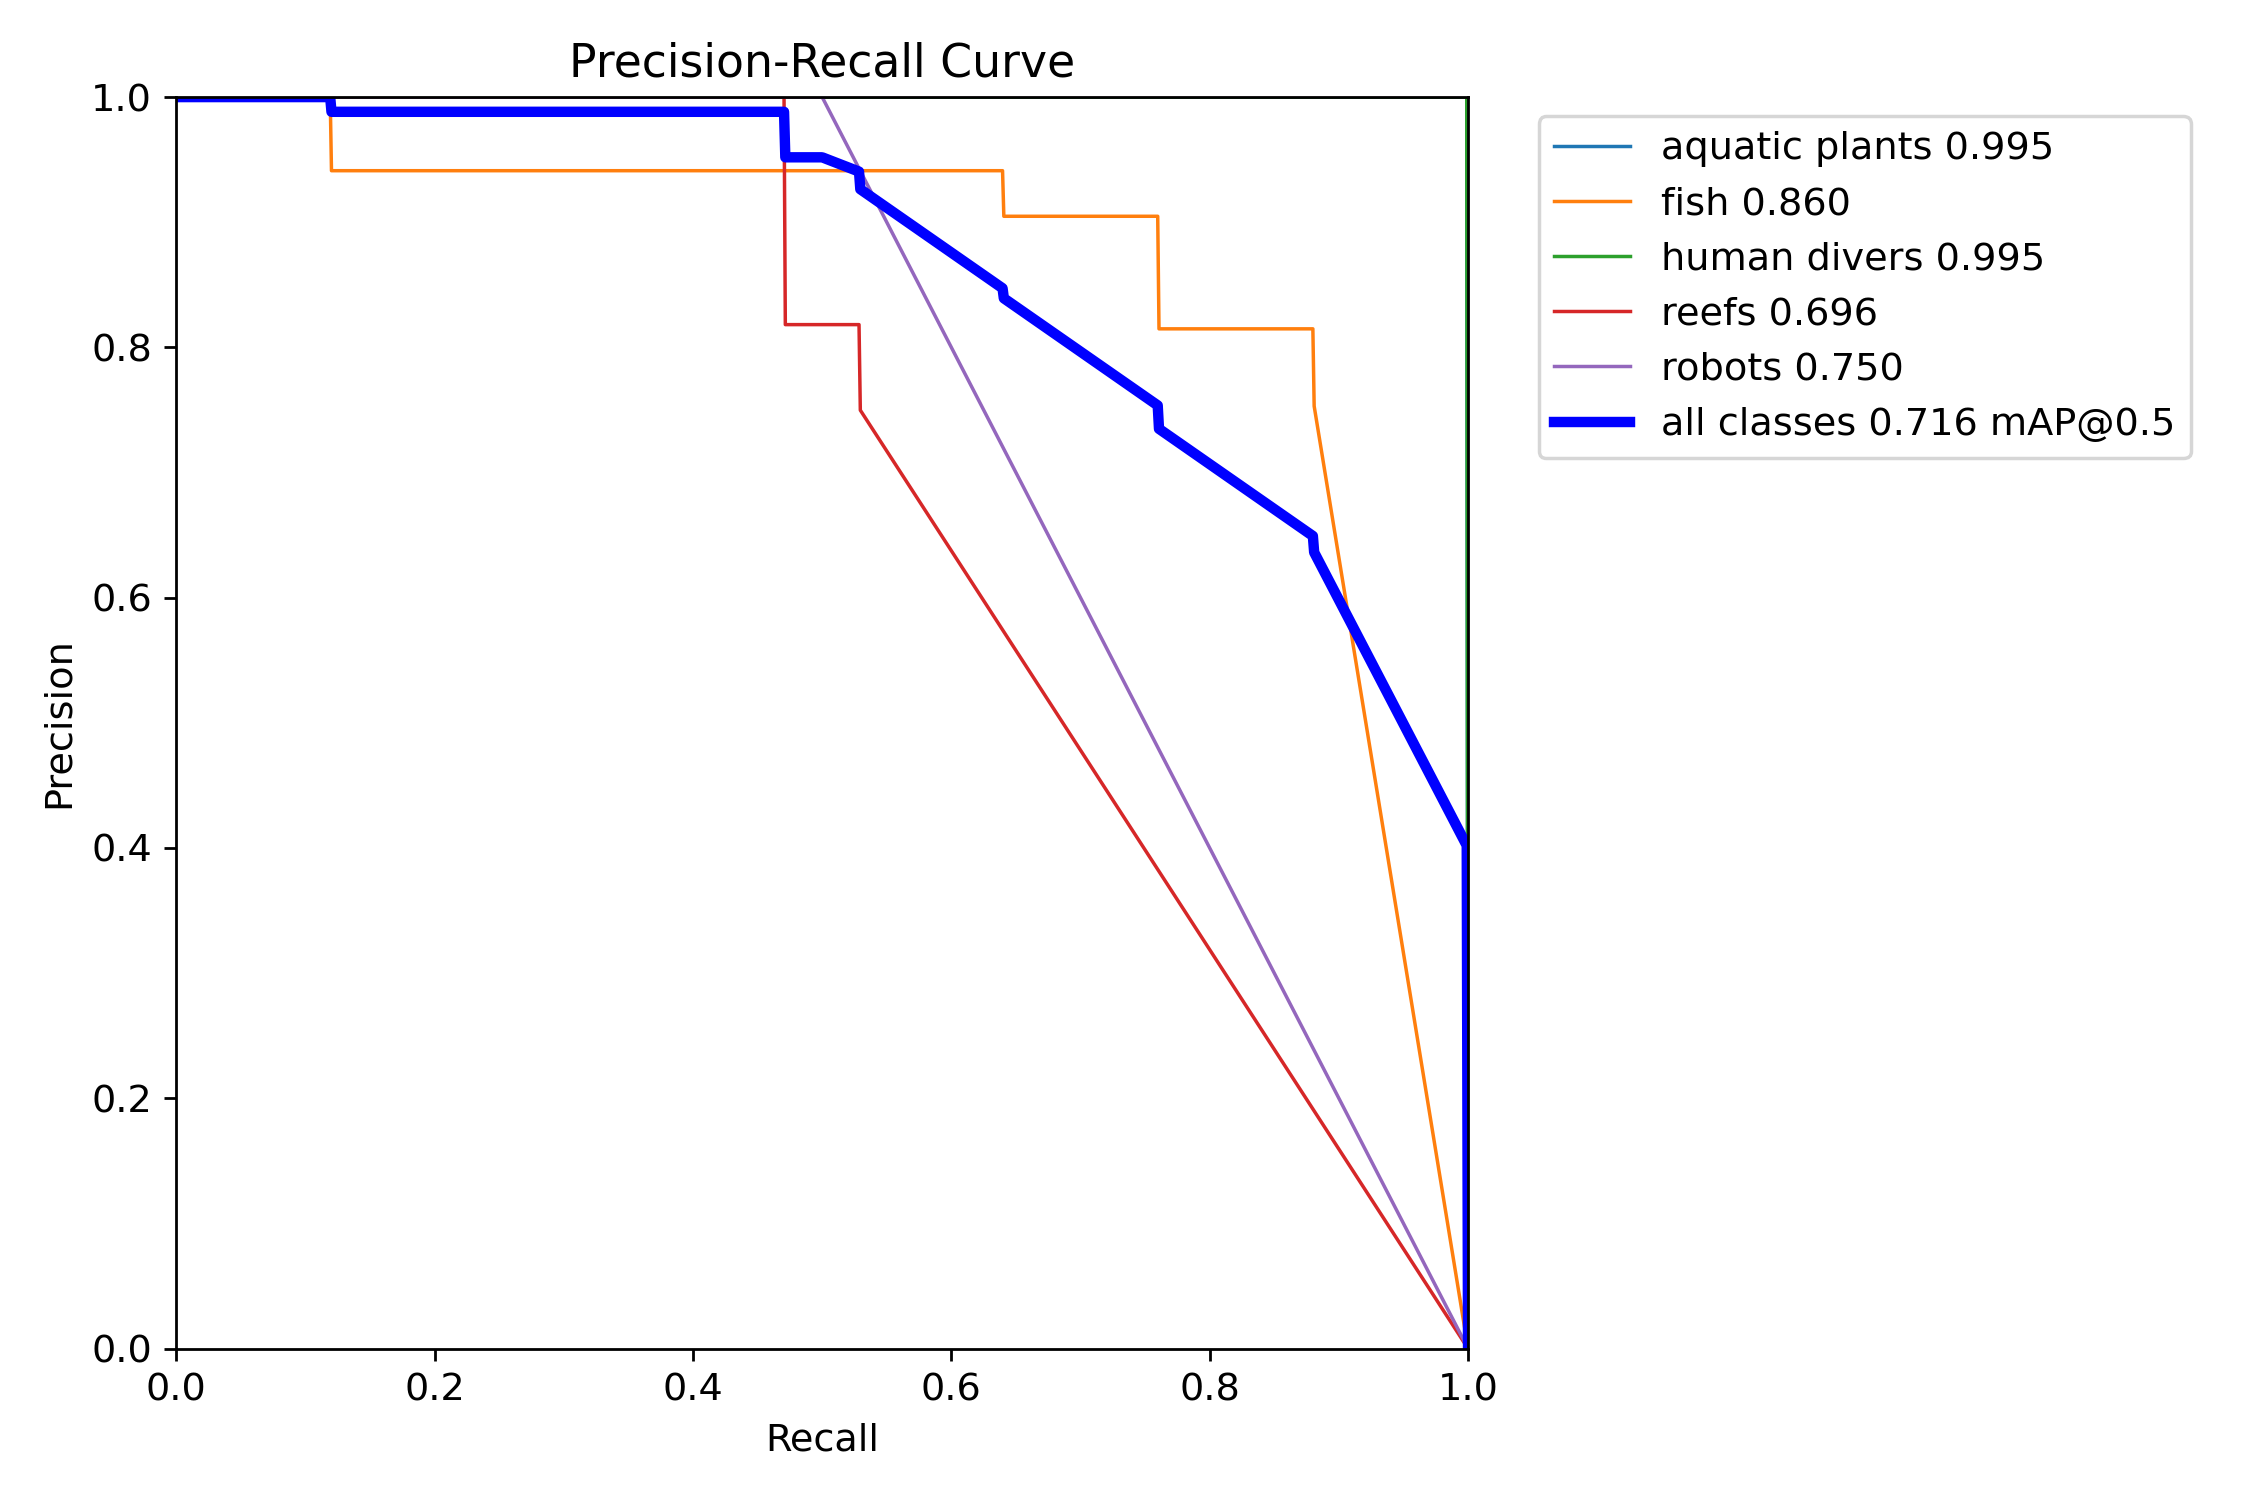 Precision-Recall Curve
1.0
0.8
0.6
0.4
0.2
0.0
Precision
0.0 0.2 0.4 0.6 0.8 1.0
Recall
aquatic plants 0.995
fish 0.860
human divers 0.995
reefs 0.696
robots 0.750
all classes 0.716 mAP@0.5